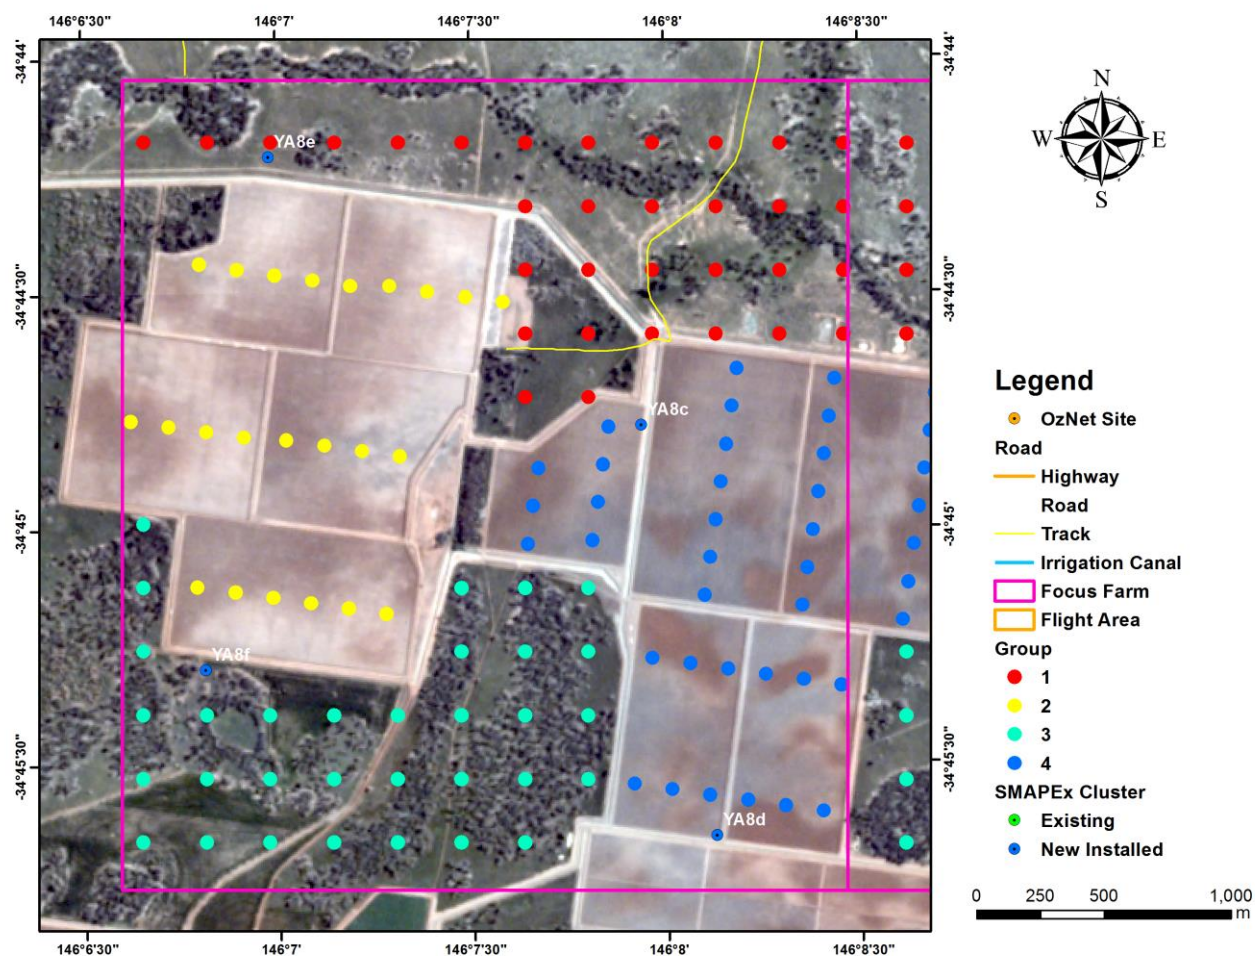 146°6'30" 146°7' 146°7'30" 146°8' 146°8'30"
-34°44'
-34°44'
N
W E
S
YA8e
-34°44'30"
-34°44'30"
Legend
OzNet Site
YA8c
Road
Highway
Road
-34°45'
-34°45'
Track
Irrigation Canal
Focus Farm
Flight Area
YA8f
Group
1
2
3
4
-34°45'30"
-34°45'30"
SMAPEx Cluster
YA8d
Existing
New Installed
0 250 500 1,000
m
146°6'30" 146°7' 146°7'30" 146°8' 146°8'30"